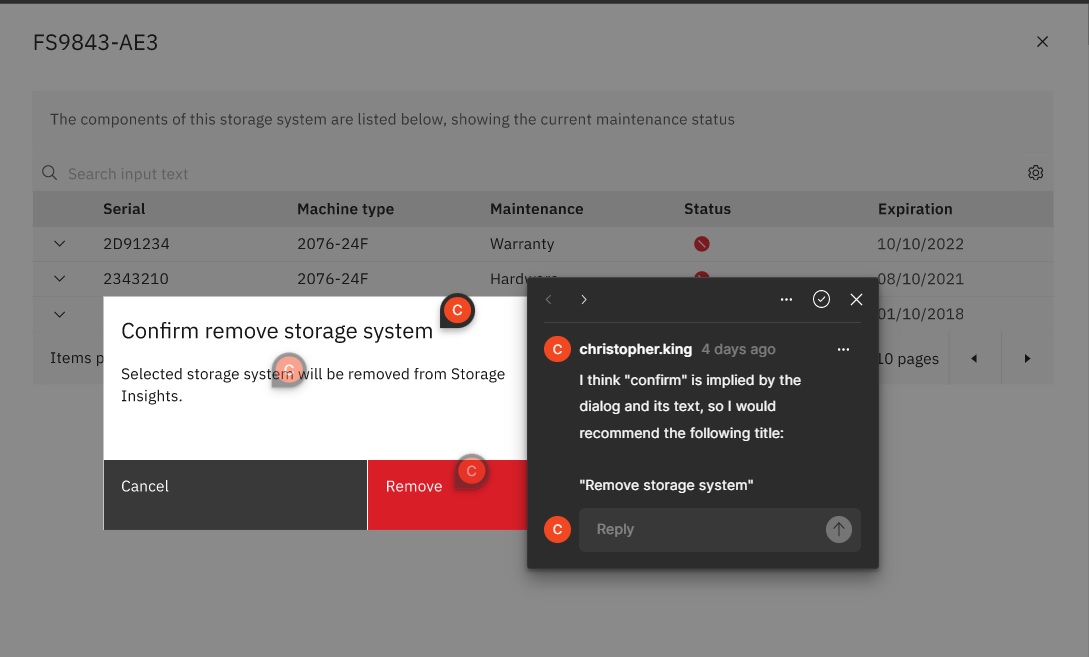 FS9843-AE3
The components of this storage system are listed below, showing the current maintenance status
Search input text
Serial Machine type Maintenance Status Expiration
2D91234 2076-24F Warranty 10/10/2022
2343210 2076-24F Hardware 08/10/2021
01/10/2018
Items p
10 pages
Confirm remove storage system
C
Selected storage system will be removed from Storage
Insights.
C
Cancel
Remove
C
C
christopher.king 4 days ago
I think "confirm" is implied by the
dialog and its text, so I would
recommend the following title:
"Remove storage system"
C
Reply